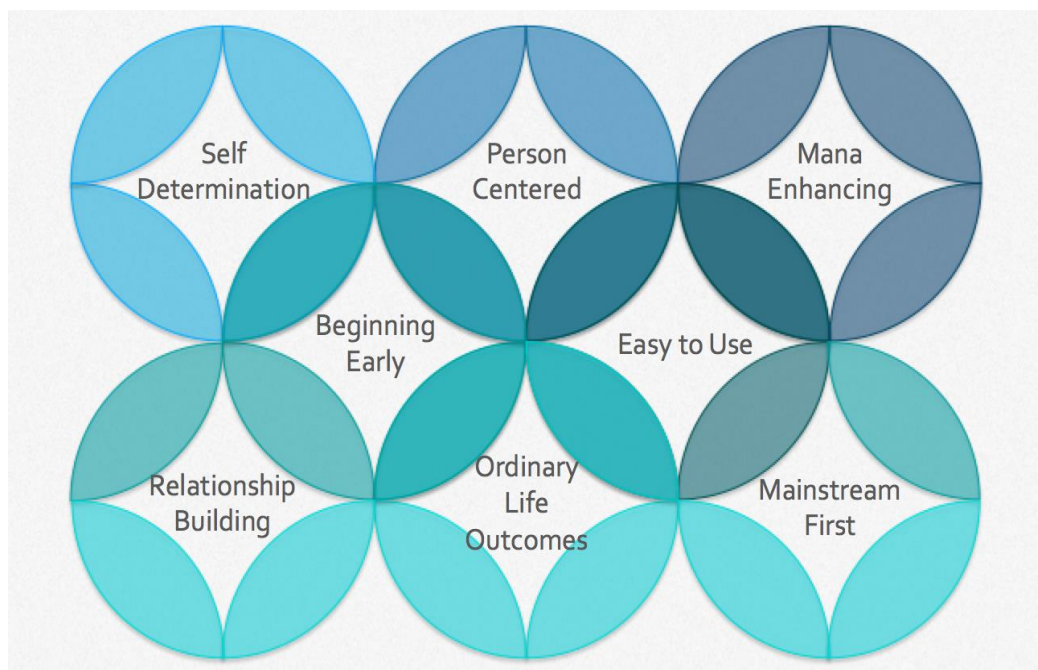 Self
Determination
Person
Centered
Mana
Enhancing
Beginning
Early
Easy to Use
Relationship
Building
Ordinary
Life
Outcomes
Mainstream
First